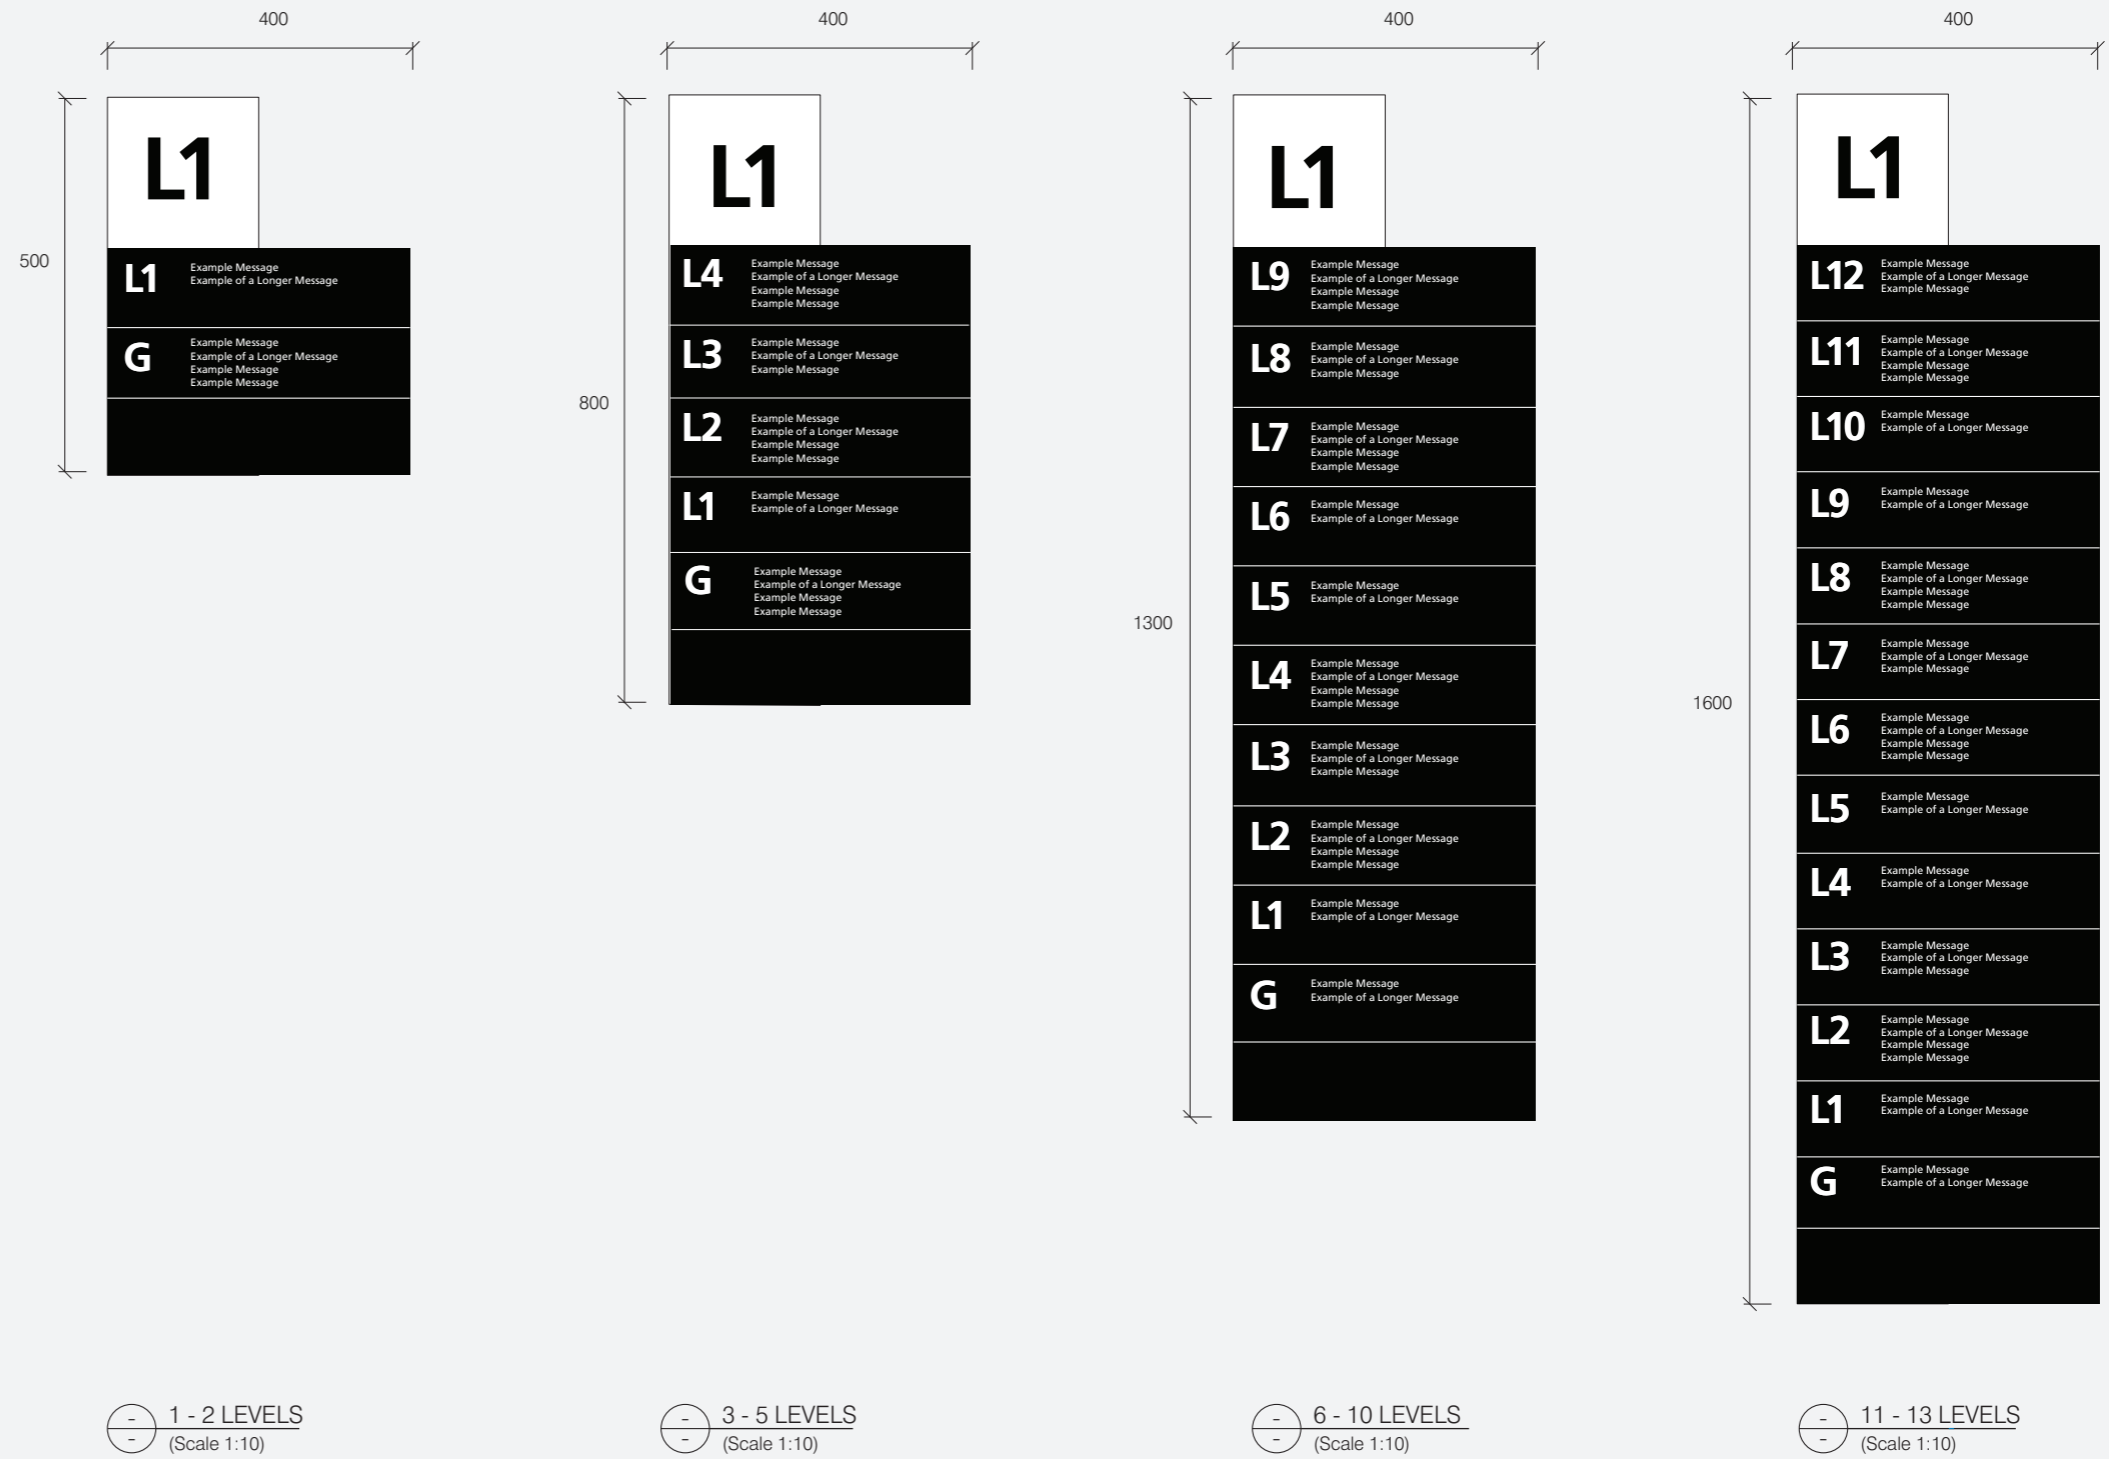 400
500
L1
L1
Example Message
Example of a Longer Message
G
Example Message
Example of a Longer Message
Example Message
Example Message
-
-
1 - 2 LEVELS
(Scale 1:10)
400
800
L1
L4
Example Message
Example of a Longer Message
Example Message
Example Message
L3
Example Message
Example of a Longer Message
Example Message
L2
Example Message
Example of a Longer Message
Example Message
Example Message
L1
Example Message
Example of a Longer Message
G
Example Message
Example of a Longer Message
Example Message
Example Message
-
-
3 - 5 LEVELS
(Scale 1:10)
400
1300
L1
L9
Example Message
Example of a Longer Message
Example Message
Example Message
L8
Example Message
Example of a Longer Message
Example Message
L7
Example Message
Example of a Longer Message
Example Message
Example Message
L6
Example Message
Example of a Longer Message
L5
Example Message
Example of a Longer Message
L4
Example Message
Example of a Longer Message
Example Message
Example Message
L3
Example Message
Example of a Longer Message
Example Message
L2
Example Message
Example of a Longer Message
Example Message
Example Message
L1
Example Message
Example of a Longer Message
G
Example Message
Example of a Longer Message
-
-
6 - 10 LEVELS
(Scale 1:10)
400
1600
L1
L12
Example Message
Example of a Longer Message
Example Message
L11
Example Message
Example of a Longer Message
Example Message
Example Message
L10
Example Message
Example of a Longer Message
L9
Example Message
Example of a Longer Message
L8
Example Message
Example of a Longer Message
Example Message
Example Message
L7
Example Message
Example of a Longer Message
Example Message
L6
Example Message
Example of a Longer Message
Example Message
Example Message
L5
Example Message
Example of a Longer Message
L4
Example Message
Example of a Longer Message
L3
Example Message
Example of a Longer Message
Example Message
L2
Example Message
Example of a Longer Message
Example Message
Example Message
L1
Example Message
Example of a Longer Message
G
Example Message
Example of a Longer Message
-
-
11 - 13 LEVELS
(Scale 1:10)